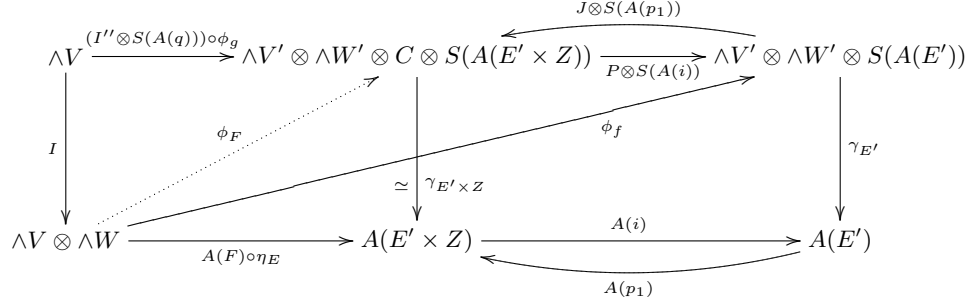 J⊗S(A(p₁))
∧V (I''⊗S(A(q)))∘ϕ_g ∧V′ ⊗ ∧W′ ⊗ C ⊗ S(A(E′ × Z)) P⊗S(A(i)) ∧V′ ⊗ ∧W′ ⊗ S(A(E′))
I ϕ_F ≃ γ_{E′×Z} ϕ_f γ_{E′}
∧V ⊗ ∧W A(F)∘η_E A(E′ × Z) A(i) A(E′)
A(p₁)